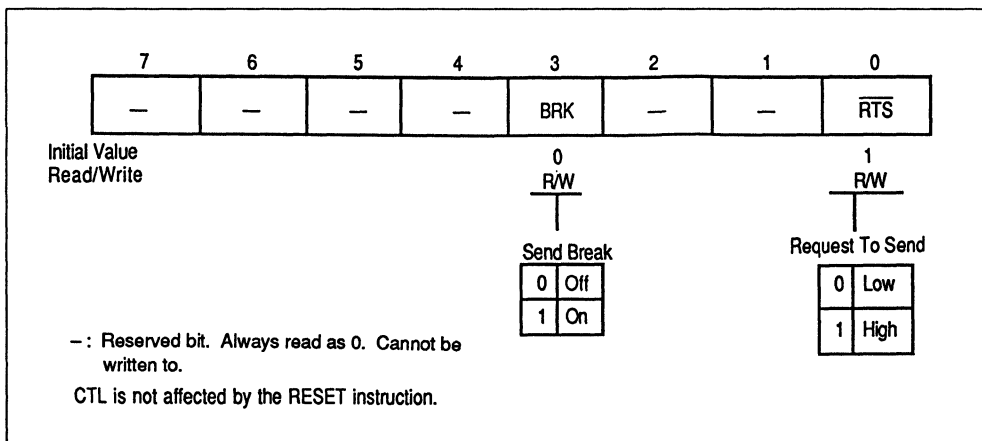 7 6 5 4 3 2 1 0
— — — — BRK — — R̅T̅S̅
Initial Value 0 1
Read/Write R/W R/W
Send Break Request To Send
0 Off 0 Low
1 On 1 High
– : Reserved bit. Always read as 0. Cannot be
written to.
CTL is not affected by the RESET instruction.